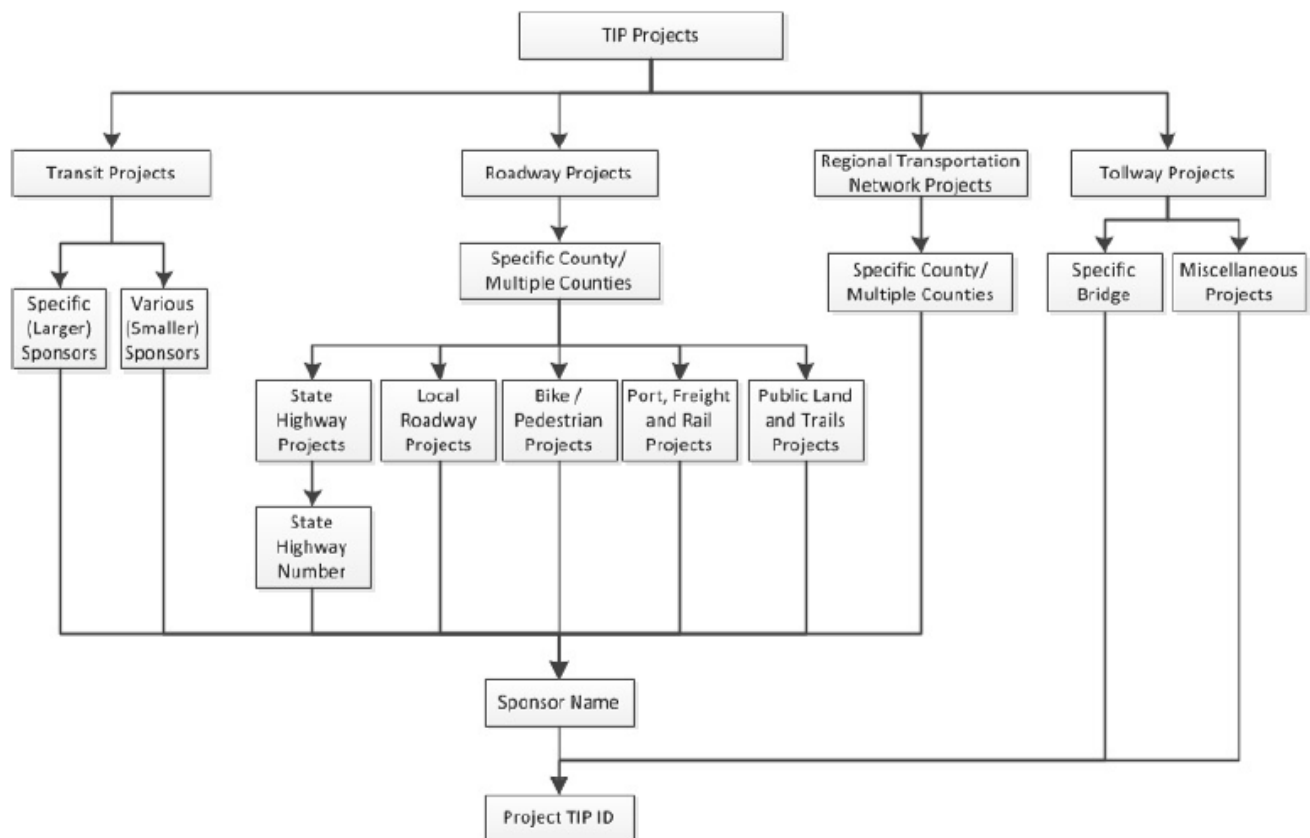 TIP Projects
Transit Projects
Roadway Projects
Regional Transportation
Network Projects
Tollway Projects
Specific
(Larger)
Sponsors
Various
(Smaller)
Sponsors
Specific County/
Multiple Counties
Specific County/
Multiple Counties
Specific
Bridge
Miscellaneous
Projects
State
Highway
Projects
Local
Roadway
Projects
Bike /
Pedestrian
Projects
Port, Freight
and Rail
Projects
Public Land
and Trails
Projects
State
Highway
Number
Sponsor Name
Project TIP ID